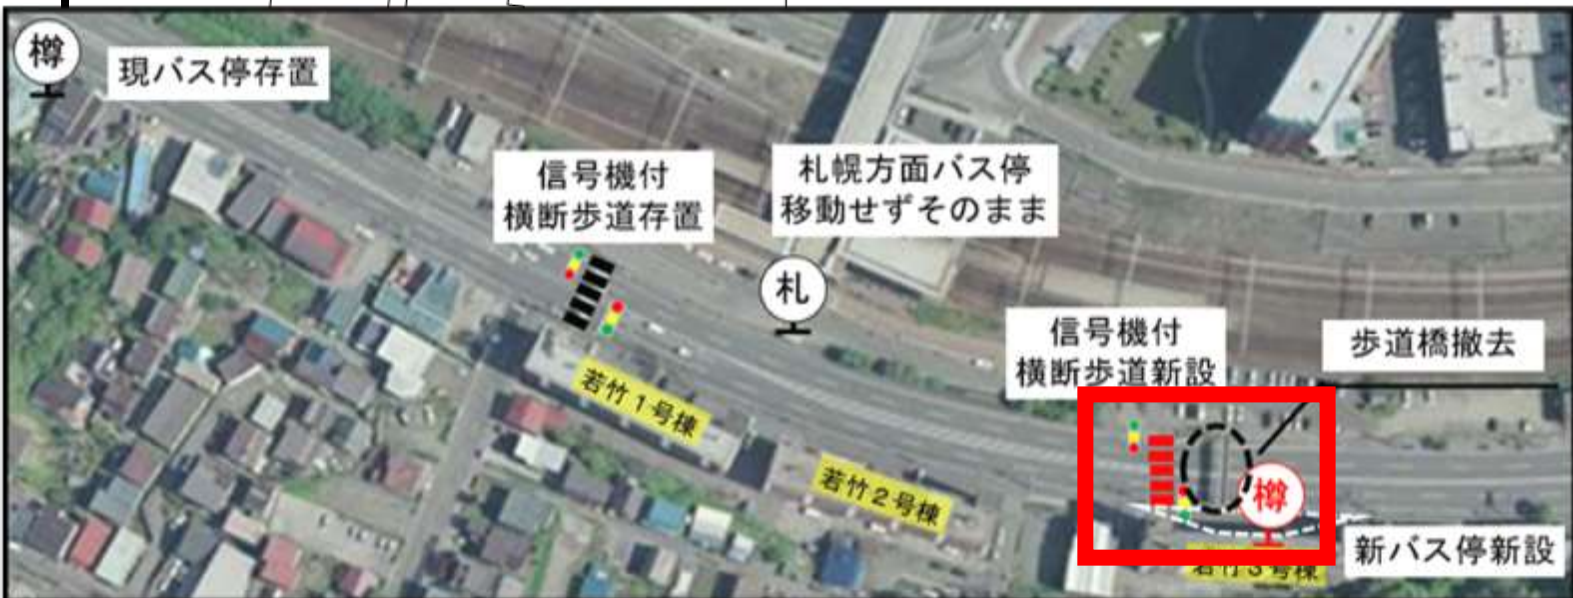 樽
現バス停存置
信号機付
横断歩道存置
札幌方面バス停
移動せずそのまま
札
信号機付
横断歩道新設
歩道橋撤去
若竹1号棟
若竹2号棟
樽
若竹3号棟
新バス停新設